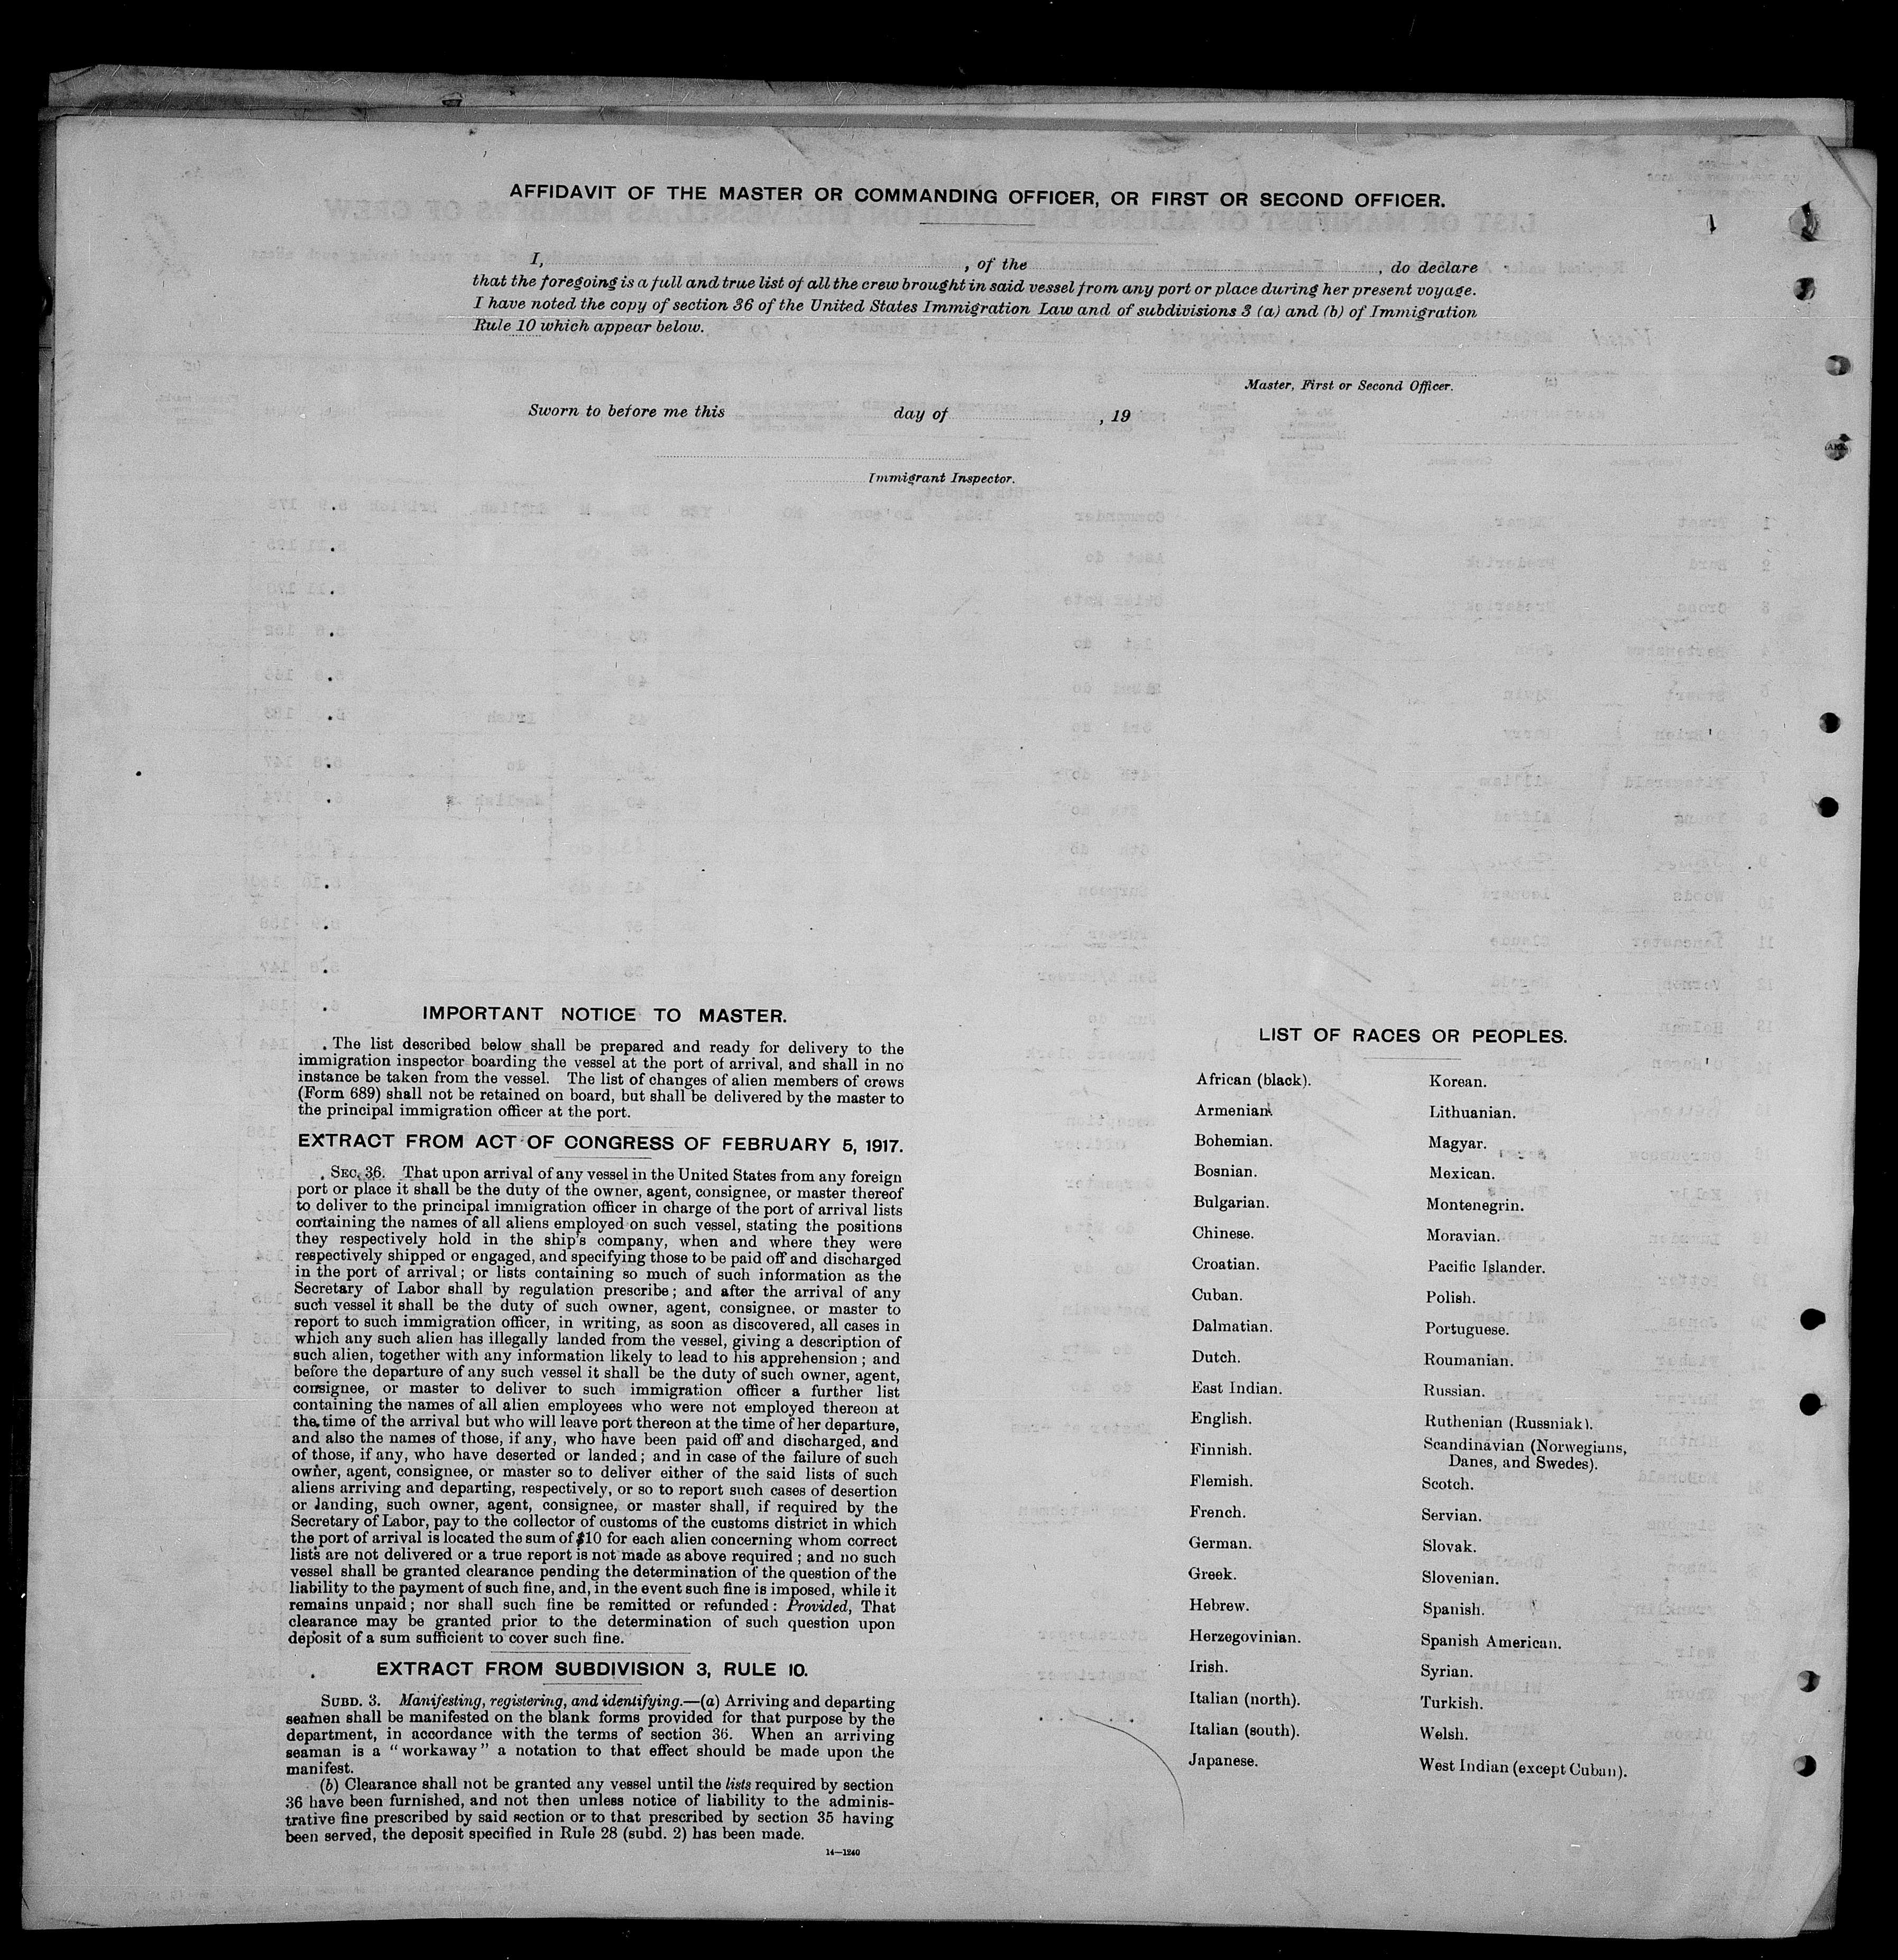 AFFIDAVIT OF THE MASTER OR COMMANDING OFFICER, OR FIRST OR SECOND OFFICER.
I, , of the , do declare
that the foregoing is a full and true list of all the crew brought in said vessel from any port or place during her present voyage.
I have noted the copy of section 36 of the United States Immigration Law and of subdivisions 3 (a) and (b) of Immigration
Rule 10 which appear below.
Master, First or Second Officer.
Sworn to before me this day of , 19
Immigrant Inspector.
IMPORTANT NOTICE TO MASTER.
The list described below shall be prepared and ready for delivery to the
immigration inspector boarding the vessel at the port of arrival, and shall in no
instance be taken from the vessel. The list of changes of alien members of crews
(Form 689) shall not be retained on board, but shall be delivered by the master to
the principal immigration officer at the port.
EXTRACT FROM ACT OF CONGRESS OF FEBRUARY 5, 1917.
SEC. 36. That upon arrival of any vessel in the United States from any foreign
port or place it shall be the duty of the owner, agent, consignee, or master thereof
to deliver to the principal immigration officer in charge of the port of arrival lists
containing the names of all aliens employed on such vessel, stating the positions
they respectively hold in the ship's company, when and where they were
respectively shipped or engaged, and specifying those to be paid off and discharged
in the port of arrival; or lists containing so much of such information as the
Secretary of Labor shall by regulation prescribe; and after the arrival of any
such vessel it shall be the duty of such owner, agent, consignee, or master to
report to such immigration officer, in writing, as soon as discovered, all cases in
which any such alien has illegally landed from the vessel, giving a description of
such alien, together with any information likely to lead to his apprehension; and
before the departure of any such vessel it shall be the duty of such owner, agent,
consignee, or master to deliver to such immigration officer a further list
containing the names of all alien employees who were not employed thereon at
the time of the arrival but who will leave port thereon at the time of her departure,
and also the names of those, if any, who have been paid off and discharged, and
of those, if any, who have deserted or landed; and in case of the failure of such
owner, agent, consignee, or master so to deliver either of the said lists of such
aliens arriving and departing, respectively, or so to report such cases of desertion
or landing, such owner, agent, consignee, or master shall, if required by the
Secretary of Labor, pay to the collector of customs of the customs district in which
the port of arrival is located the sum of $10 for each alien concerning whom correct
lists are not delivered or a true report is not made as above required; and no such
vessel shall be granted clearance pending the determination of the question of the
liability to the payment of such fine, and, in the event such fine is imposed, while it
remains unpaid; nor shall such fine be remitted or refunded: Provided, That
clearance may be granted prior to the determination of such question upon
deposit of a sum sufficient to cover such fine.
EXTRACT FROM SUBDIVISION 3, RULE 10.
SUBD. 3. Manifesting, registering, and identifying.—(a) Arriving and departing
seamen shall be manifested on the blank forms provided for that purpose by the
department, in accordance with the terms of section 36. When an arriving
seaman is a "workaway" a notation to that effect should be made upon the
manifest.
(b) Clearance shall not be granted any vessel until the lists required by section
36 have been furnished, and not then unless notice of liability to the adminis-
trative fine prescribed by said section or to that prescribed by section 35 having
been served, the deposit specified in Rule 28 (subd. 2) has been made.
14—1240
LIST OF RACES OR PEOPLES.
African (black).
Armenian.
Bohemian.
Bosnian.
Bulgarian.
Chinese.
Croatian.
Cuban.
Dalmatian.
Dutch.
East Indian.
English.
Finnish.
Flemish.
French.
German.
Greek.
Hebrew.
Herzegovinian.
Irish.
Italian (north).
Italian (south).
Japanese.
Korean.
Lithuanian.
Magyar.
Mexican.
Montenegrin.
Moravian.
Pacific Islander.
Polish.
Portuguese.
Roumanian.
Russian.
Ruthenian (Russniak).
Scandinavian (Norwegians,
Danes, and Swedes).
Scotch.
Servian.
Slovak.
Slovenian.
Spanish.
Spanish American.
Syrian.
Turkish.
Welsh.
West Indian (except Cuban).